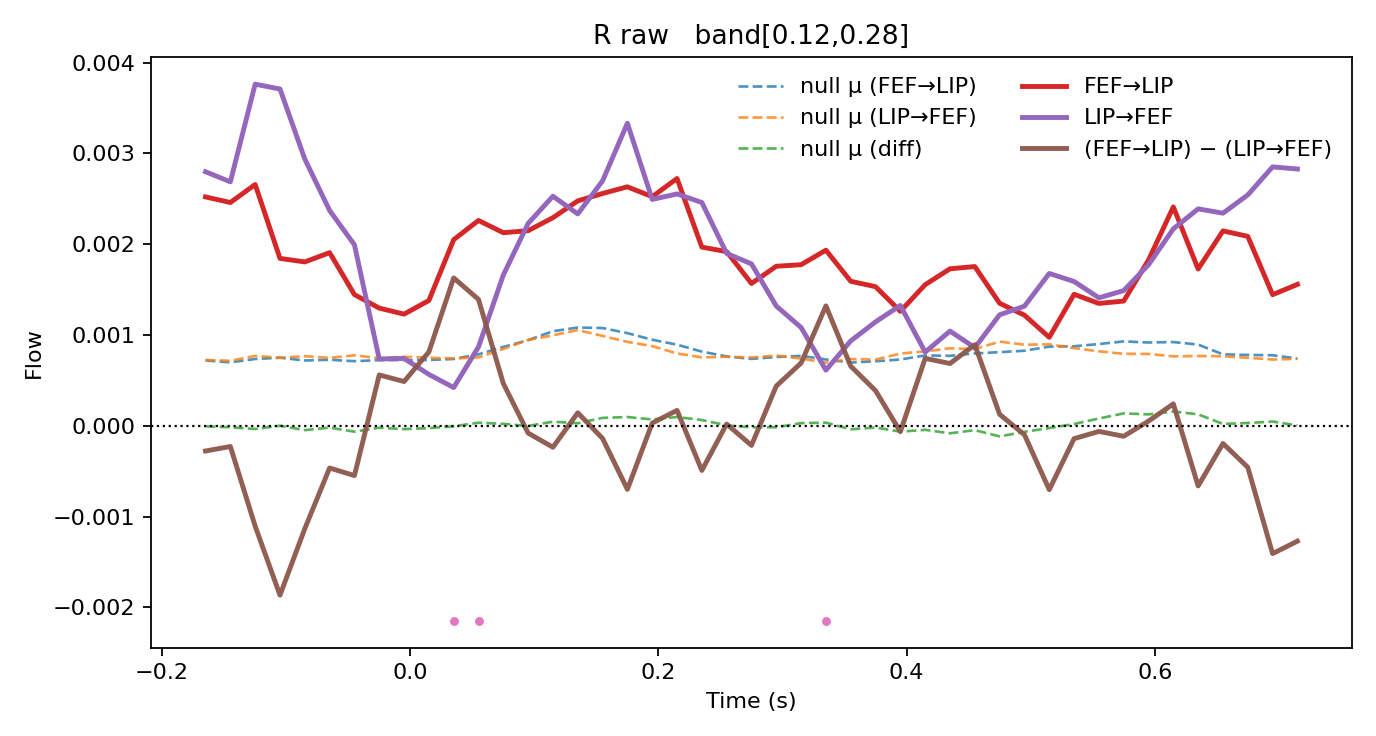 R raw   band[0.12,0.28]
0.004
0.003
0.002
0.001
0.000
−0.001
−0.002
Flow
null μ (FEF→LIP)
null μ (LIP→FEF)
null μ (diff)
FEF→LIP
LIP→FEF
(FEF→LIP) − (LIP→FEF)
−0.2
0.0
0.2
0.4
0.6
Time (s)